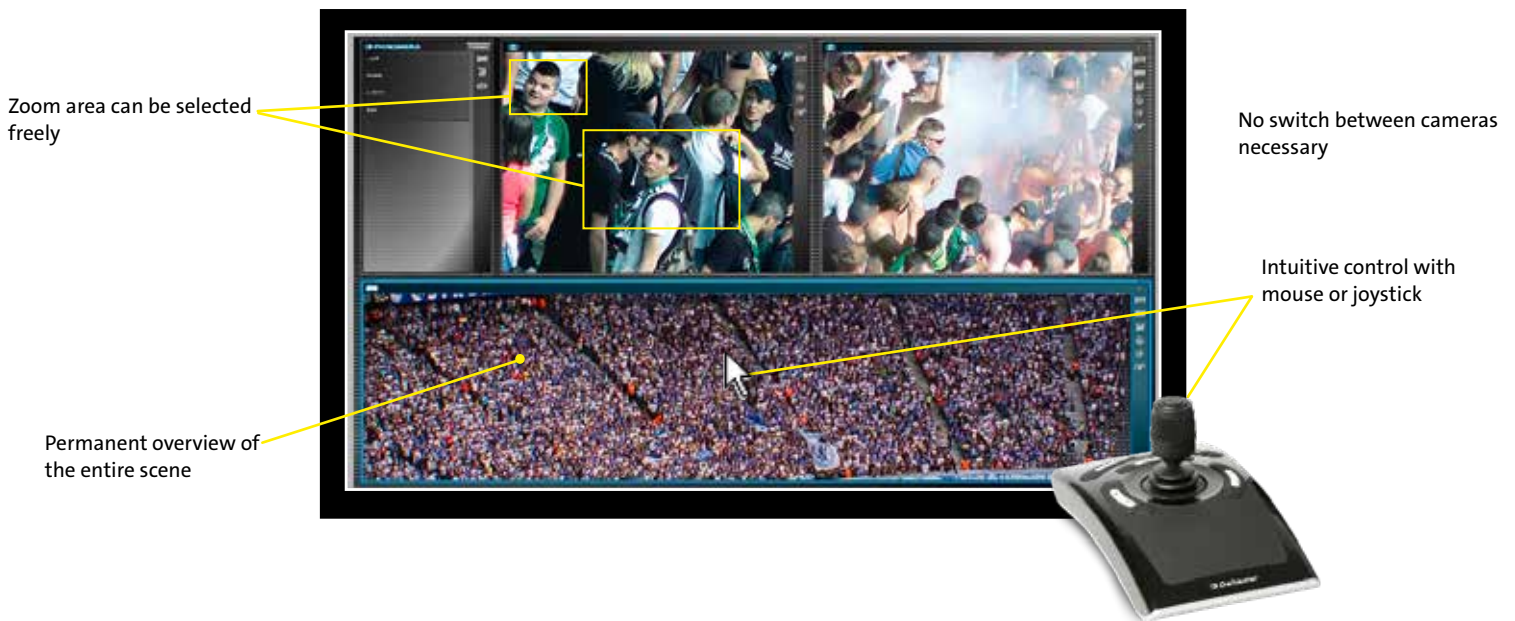 Zoom area can be selected
freely
No switch between cameras
necessary
Intuitive control with
mouse or joystick
Permanent overview of
the entire scene